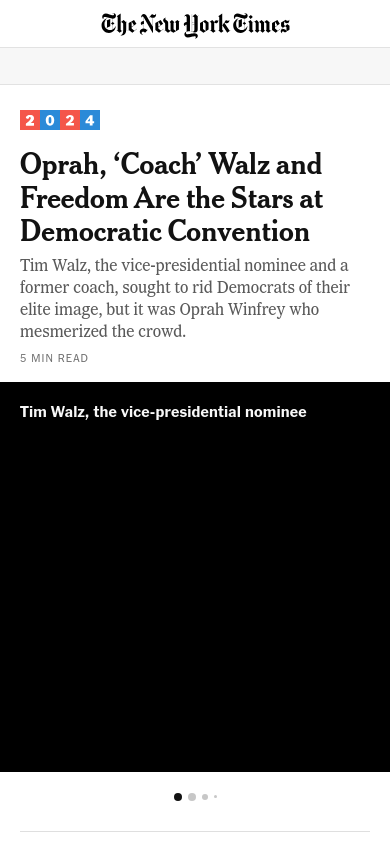 The New York Times
2024
Oprah, ‘Coach’ Walz and
Freedom Are the Stars at
Democratic Convention
Tim Walz, the vice-presidential nominee and a
former coach, sought to rid Democrats of their
elite image, but it was Oprah Winfrey who
mesmerized the crowd.
5 MIN READ
Tim Walz, the vice-presidential nominee